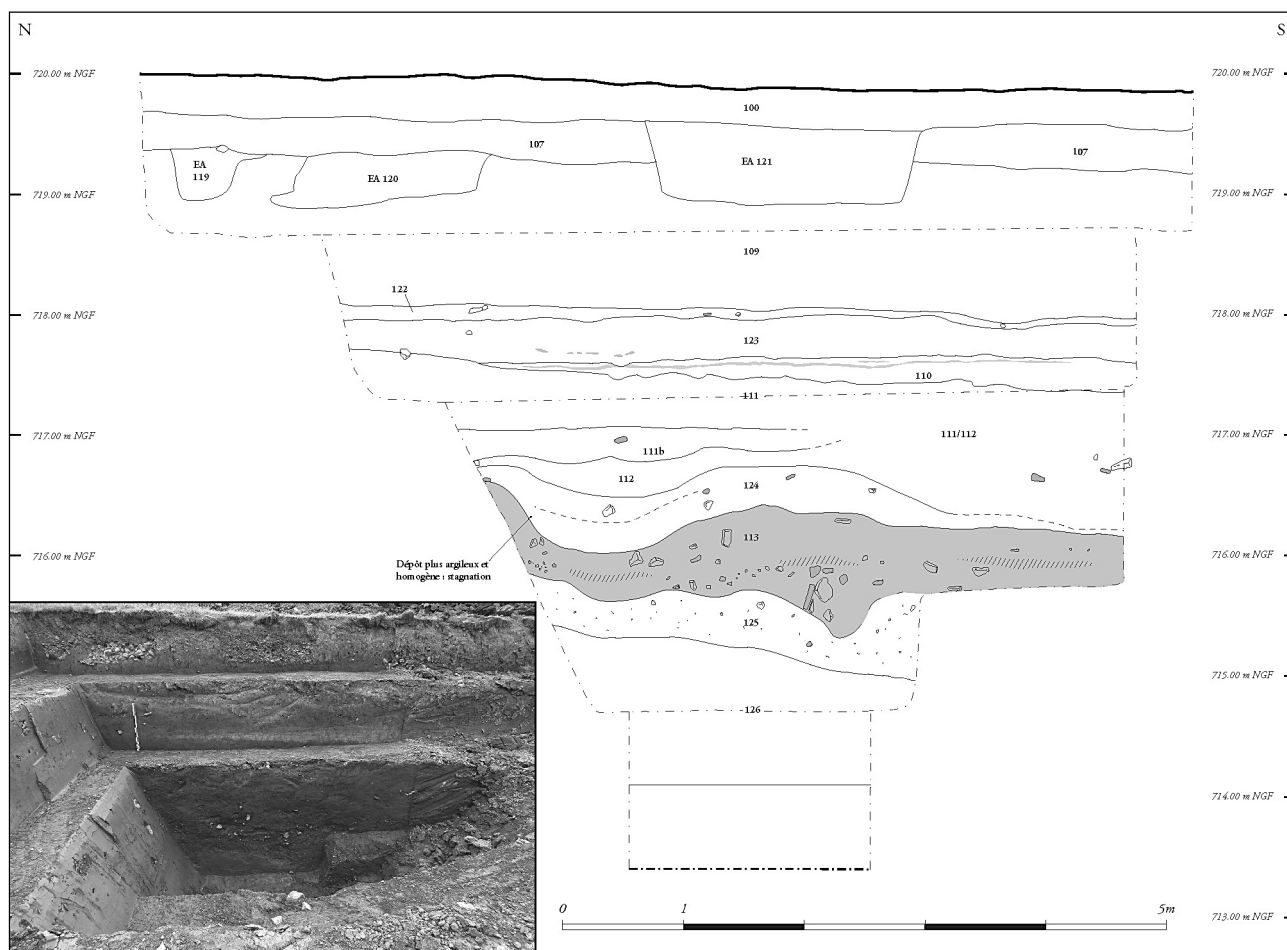 N
S
720.00 m NGF
720.00 m NGF
100
107
EA
119
EA 120
EA 121
107
719.00 m NGF
719.00 m NGF
109
122
718.00 m NGF
718.00 m NGF
123
110
111
717.00 m NGF
717.00 m NGF
111/112
111b
112
124
113
716.00 m NGF
716.00 m NGF
Dépôt plus argileux et
homogène : stagnation
125
715.00 m NGF
126
714.00 m NGF
0
1
5m
713.00 m NGF